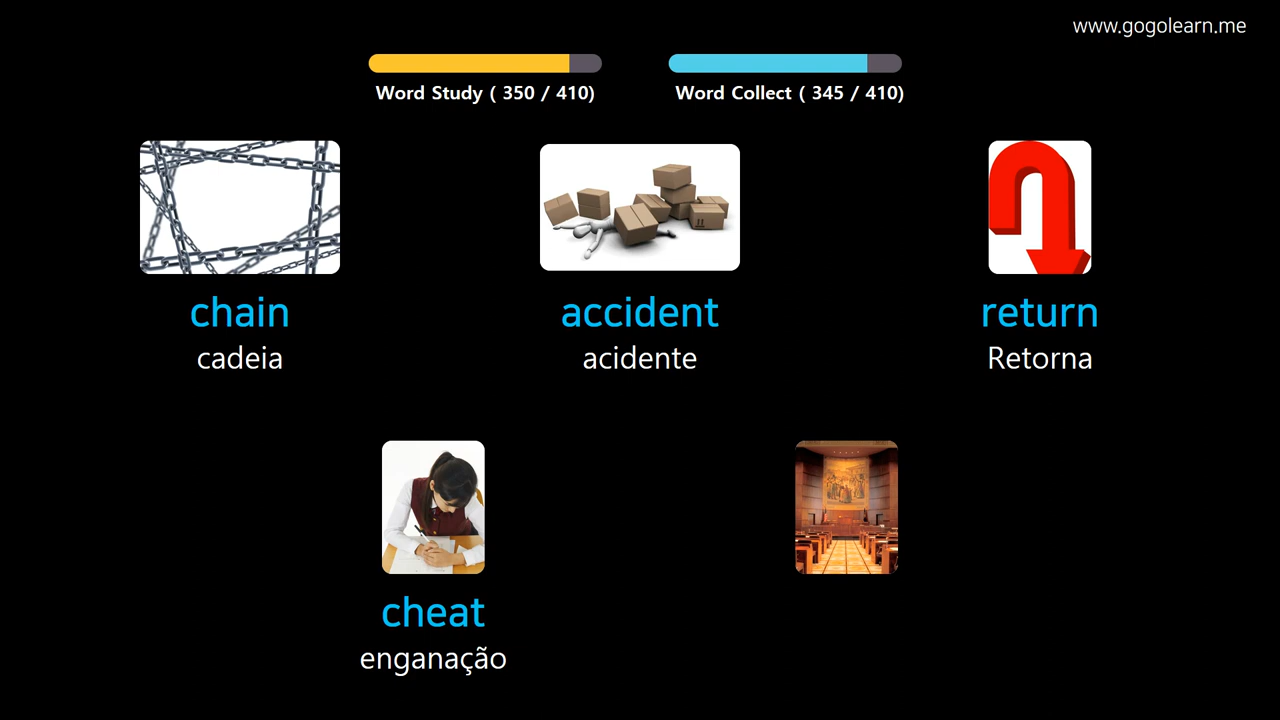 www.gogolearn.me
Word Study ( 350 / 410)
Word Collect ( 345 / 410)
chain
cadeia
accident
acidente
return
Retorna
cheat
enganação